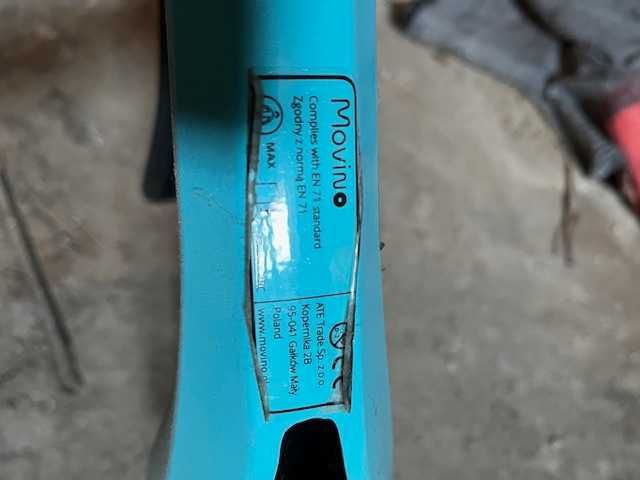 Movino
Complies with EN 71 standard
Zgodny z normą EN 71
MAX
ATE Trade Sp. z o.o.
Kopernika 2B
95-041 Gałków Mały
Poland
www.movino.pl